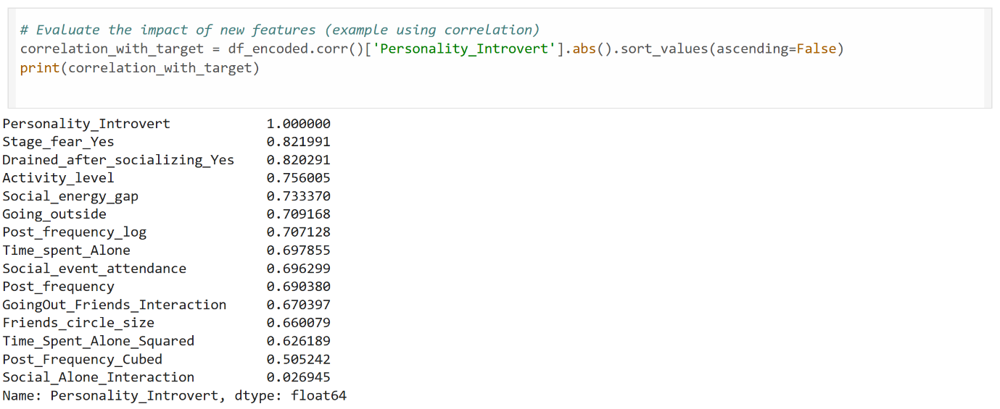 # Evaluate the impact of new features (example using correlation)
correlation_with_target = df_encoded.corr()['Personality_Introvert'].abs().sort_values(ascending=False)
print(correlation_with_target)
Personality_Introvert 1.000000
Stage_fear_Yes 0.821991
Drained_after_socializing_Yes 0.820291
Activity_level 0.756005
Social_energy_gap 0.733370
Going_outside 0.709168
Post_frequency_log 0.707128
Time_spent_Alone 0.697855
Social_event_attendance 0.696299
Post_frequency 0.690380
GoingOut_Friends_Interaction 0.670397
Friends_circle_size 0.660079
Time_Spent_Alone_Squared 0.626189
Post_Frequency_Cubed 0.505242
Social_Alone_Interaction 0.026945
Name: Personality_Introvert, dtype: float64